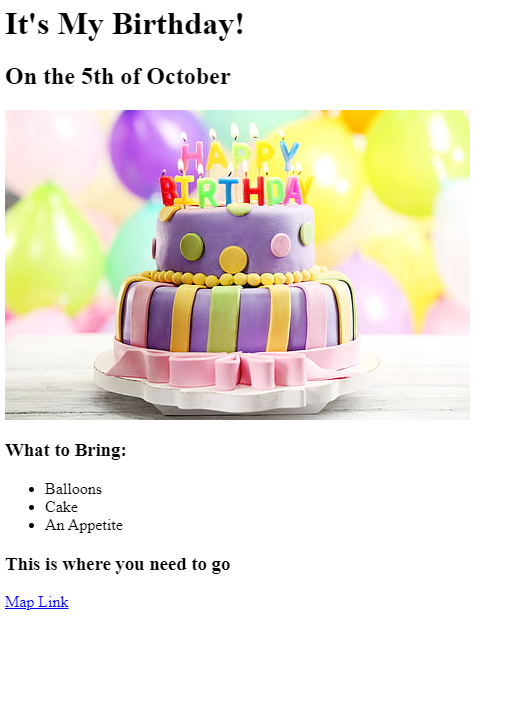 It's My Birthday!
On the 5th of October
HAPPY
BIRTHDAY
What to Bring:
Balloons
Cake
An Appetite
This is where you need to go
Map Link